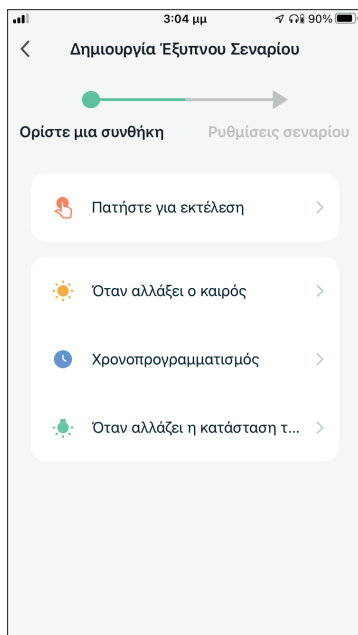 3:04 μμ 90%
Δημιουργία Έξυπνου Σεναρίου
Ορίστε μια συνθήκη Ρυθμίσεις σεναρίου
Πατήστε για εκτέλεση
Όταν αλλάξει ο καιρός
Χρονοπρογραμματισμός
Όταν αλλάζει η κατάσταση τ...